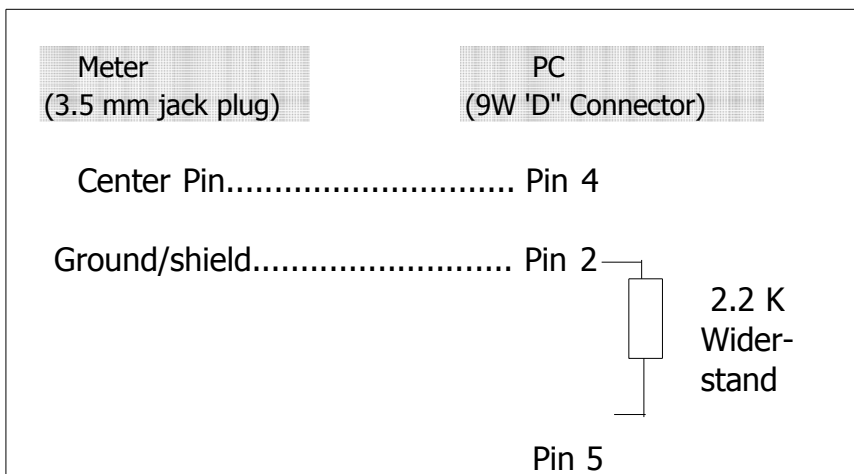 Meter
(3.5 mm jack plug)
PC
(9W 'D" Connector)
Center Pin.............................. Pin 4
Ground/shield........................... Pin 2
2.2 K
Wider-
stand
Pin 5